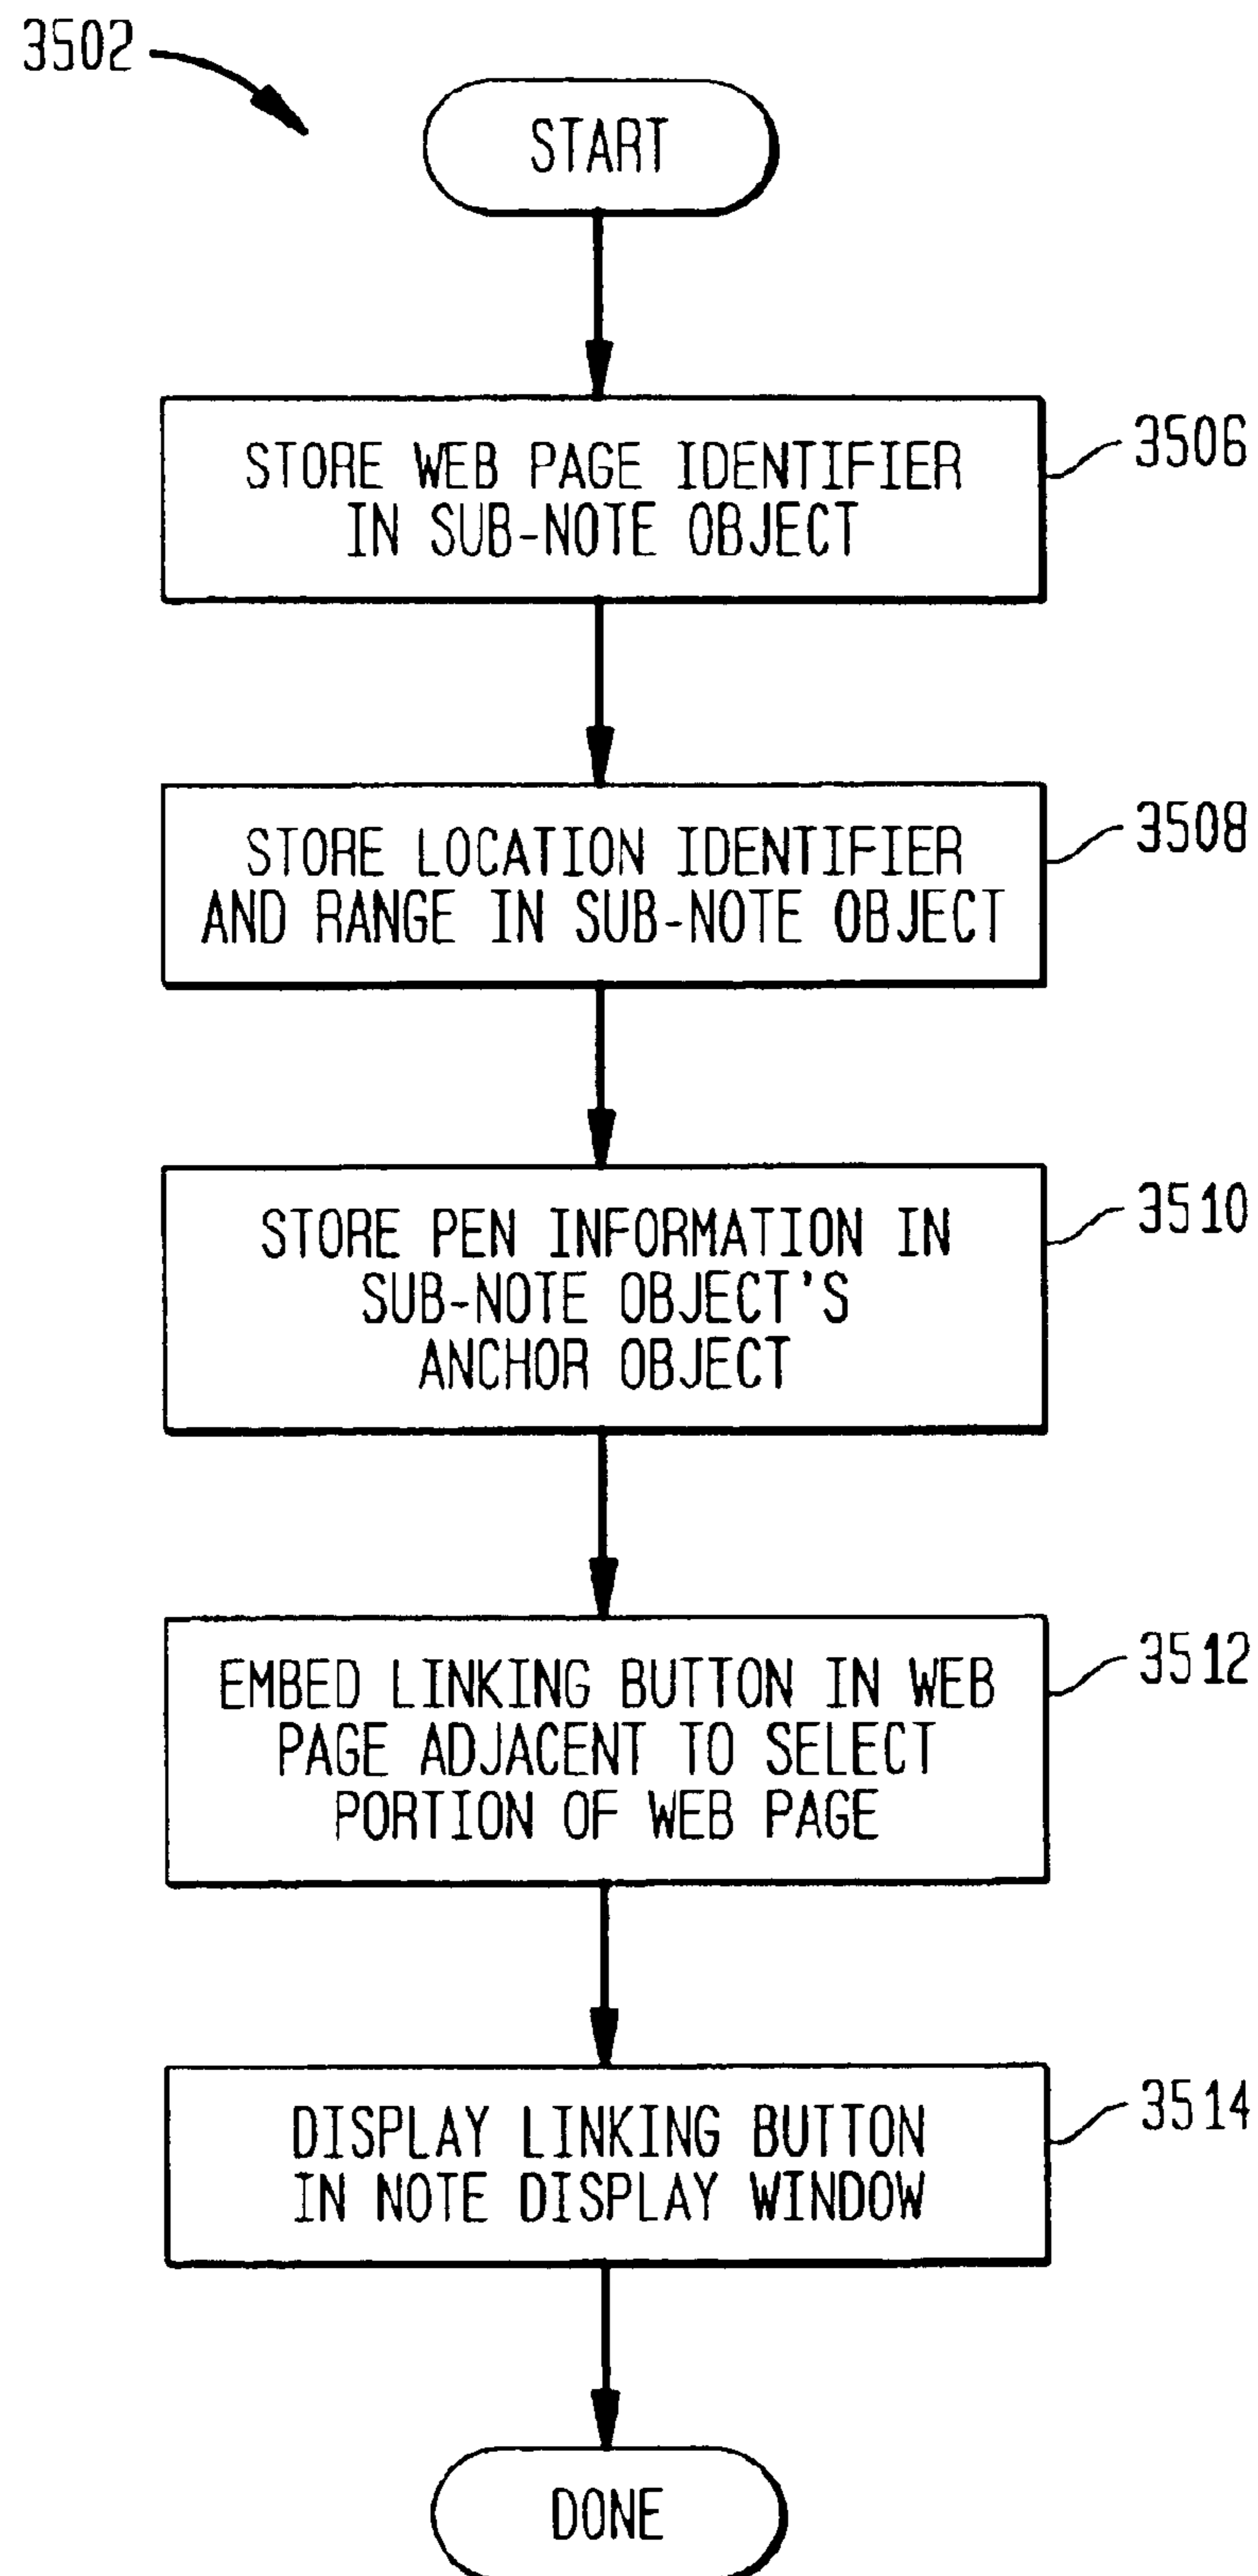 3502
START
STORE WEB PAGE IDENTIFIER
IN SUB-NOTE OBJECT
3506
STORE LOCATION IDENTIFIER
AND RANGE IN SUB-NOTE OBJECT
3508
STORE PEN INFORMATION IN
SUB-NOTE OBJECT'S
ANCHOR OBJECT
3510
EMBED LINKING BUTTON IN WEB
PAGE ADJACENT TO SELECT
PORTION OF WEB PAGE
3512
DISPLAY LINKING BUTTON
IN NOTE DISPLAY WINDOW
3514
DONE